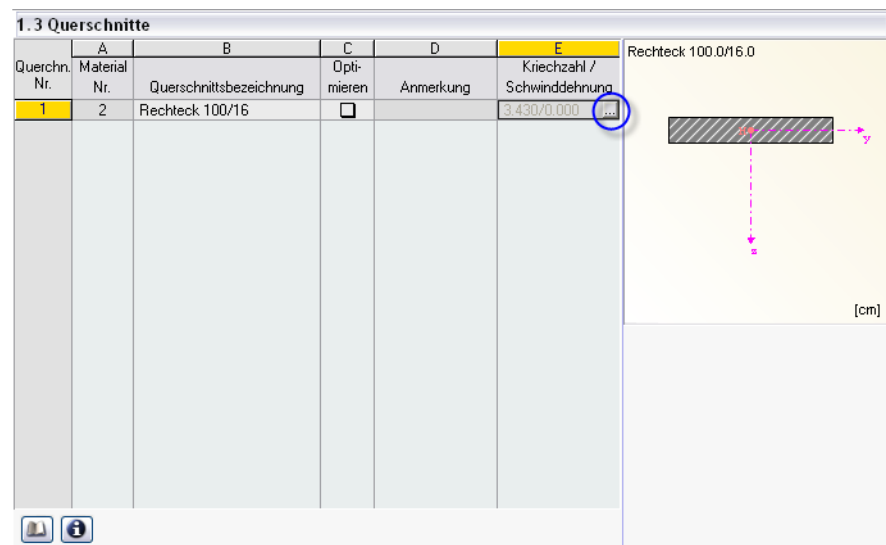 1.3 Querschnitte
A B C D E
Querchn. Material Opti- Kriechzahl /
Nr. Nr. Querschnittsbezeichnung mieren Anmerkung Schwinddehnung
1 2 Rechteck 100/16 3.430/0.000 ...
Rechteck 100.0/16.0
y
z
[cm]